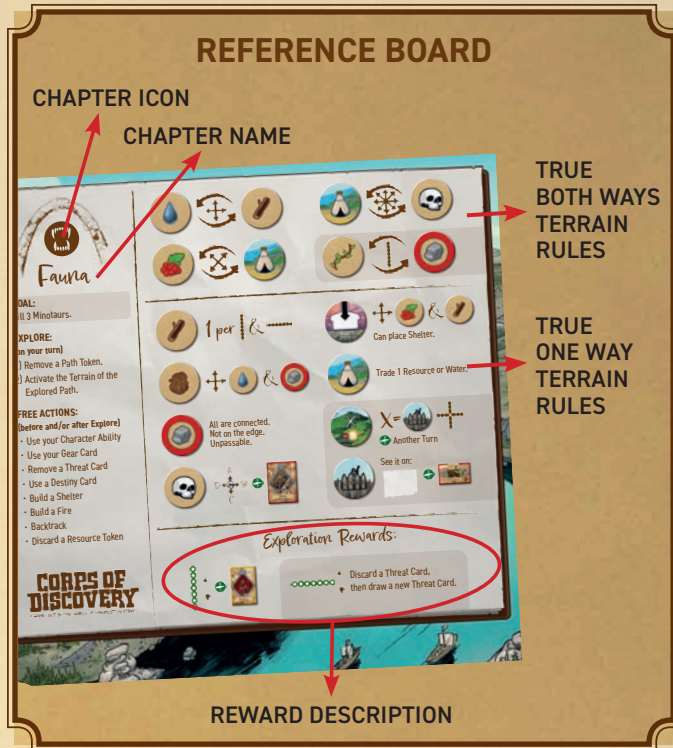 REFERENCE BOARD
CHAPTER ICON
CHAPTER NAME
TRUE
BOTH WAYS
TERRAIN
RULES
TRUE
ONE WAY
TERRAIN
RULES
Fauna
OAL:
ill 3 Minotaurs.
XPLORE:
on your turn)
) Remove a Path Token.
) Activate the Terrain of the
Explored Path.
FREE ACTIONS:
(before and/or after Explore)
· Use your Character Ability
· Use your Gear Card
· Remove a Threat Card
· Use a Destiny Card
· Build a Shelter
· Build a Fire
· Backtrack
· Discard a Resource Token
CORPS OF
DISCOVERY
1 per | &
&
Can place Shelter.
&
Trade 1 Resource or Water.
All are connected.
Not on the edge.
Unpassable.
X =
Another Turn
See it on:
Exploration Rewards:
Discard a Threat Card,
then draw a new Threat Card.
REWARD DESCRIPTION